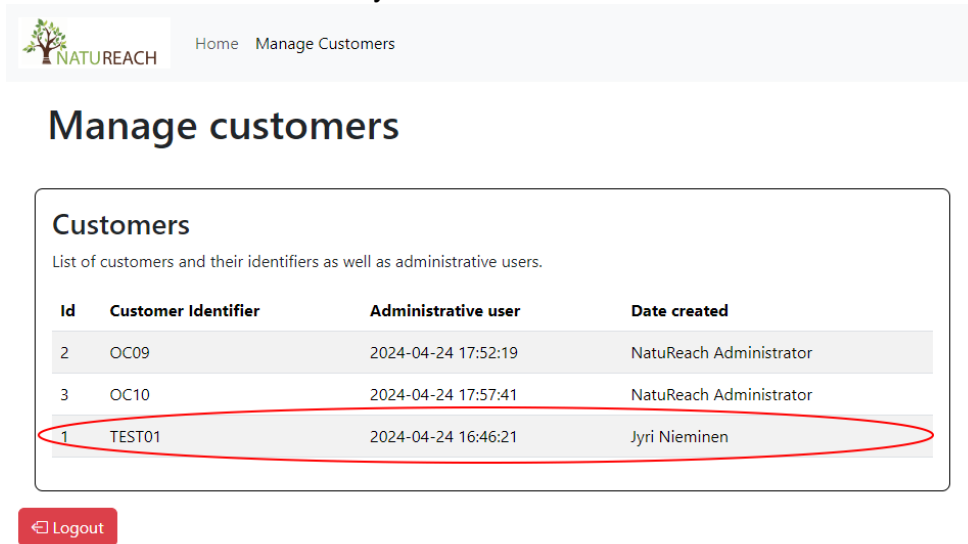 NATUREACH Home Manage Customers
Manage customers
Customers
List of customers and their identifiers as well as administrative users.
Id Customer Identifier Administrative user Date created
2 OC09 2024-04-24 17:52:19 NatuReach Administrator
3 OC10 2024-04-24 17:57:41 NatuReach Administrator
1 TEST01 2024-04-24 16:46:21 Jyri Nieminen
Logout